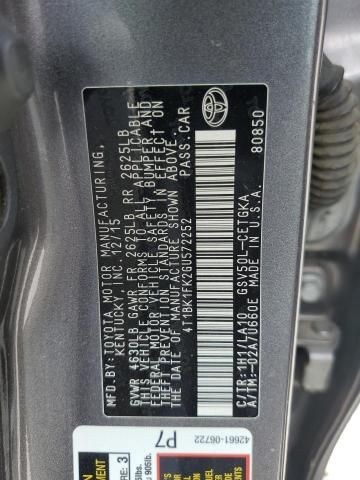 MFD.BY:TOYOTA MOTOR MANUFACTURING,
KENTUCKY, INC. 12/15
GVWR 4630LB GAWR FR 2625LB RR 2625LB
THIS VEHICLE CONFORMS TO ALL APPLICABLE
FEDERAL MOTOR VEHICLE SAFETY, BUMPER, AND
THEFT PREVENTION STANDARDS IN EFFECT ON
THE DATE OF MANUFACTURE SHOWN ABOVE.
4T1BK1FK2GU572252 PASS.CAR
C/TR:1H1/LA10 GSV50L-CETGKA
A/TM:-02A/U660E MADE IN U.S.A. 80850
42661-06722
P7